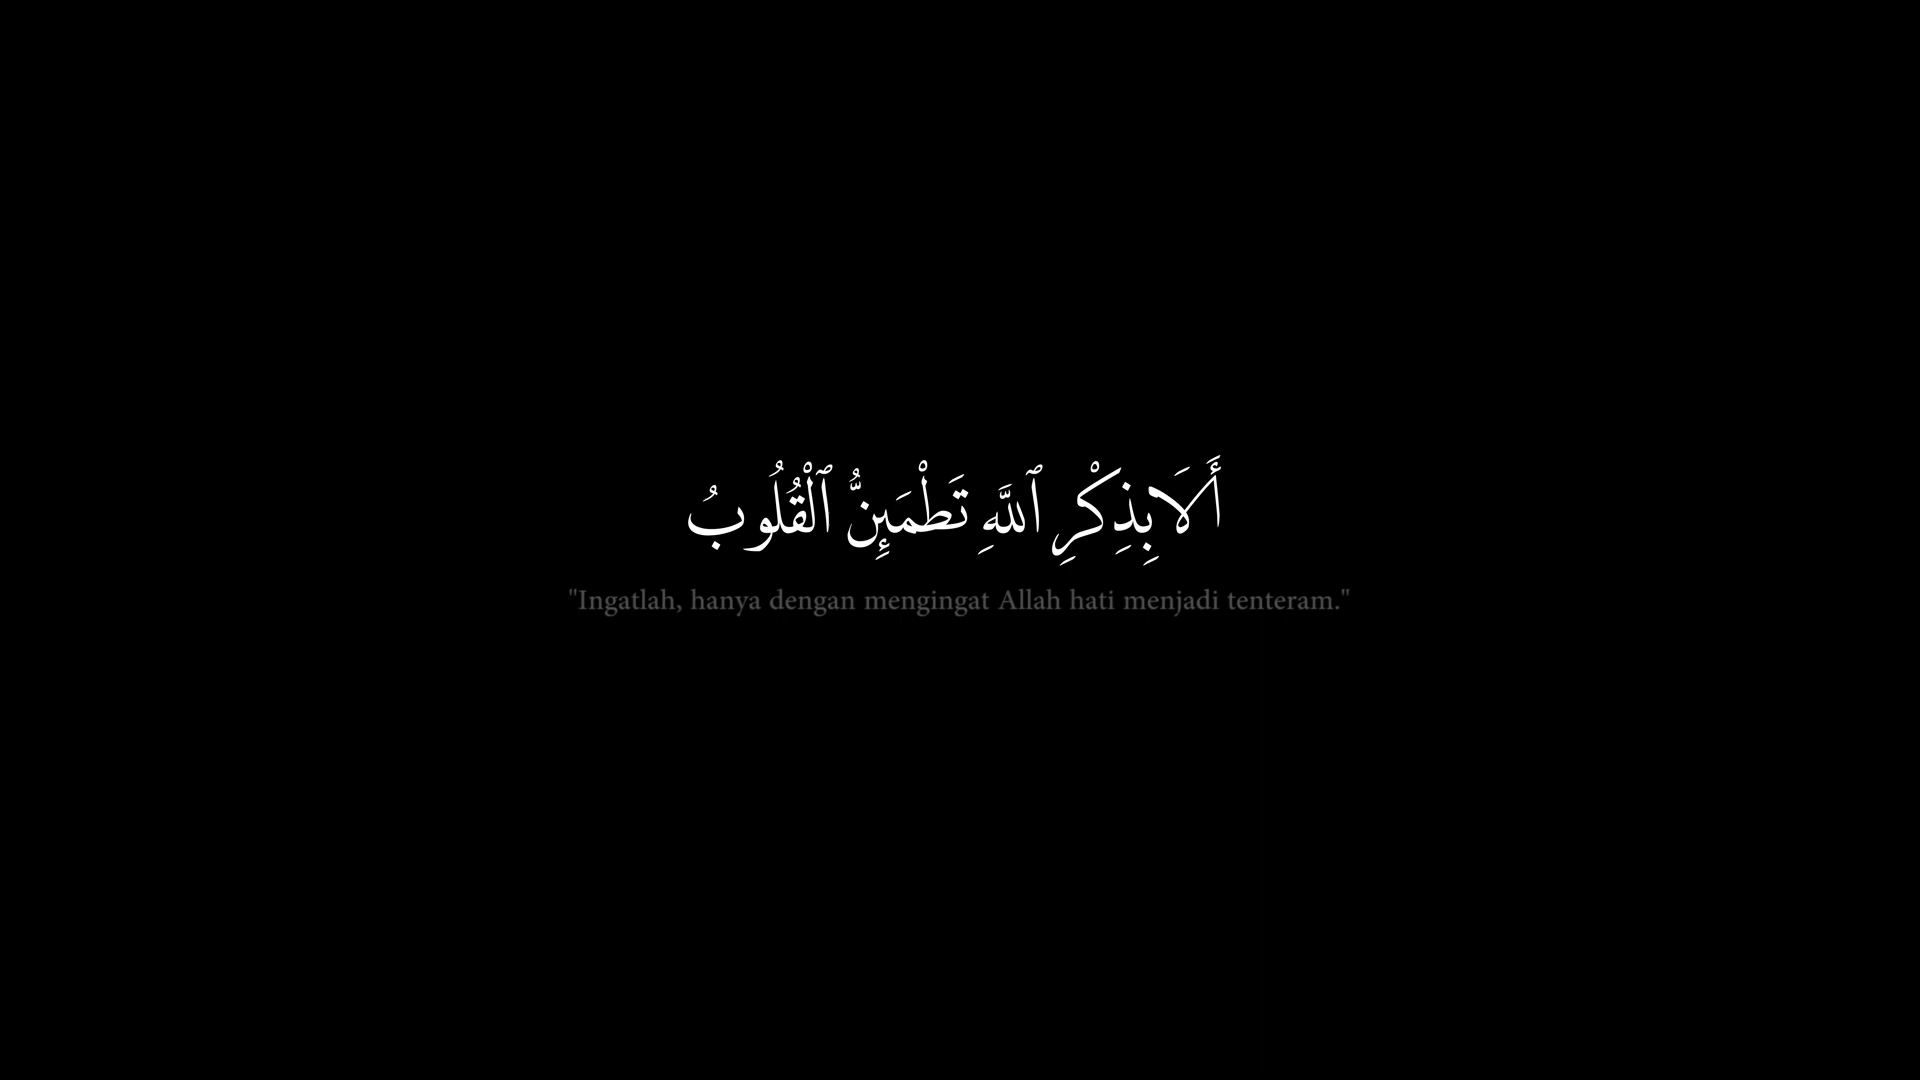 أَلَا بِذِكْرِ ٱللَّهِ تَطْمَئِنُّ ٱلْقُلُوبُ
"Ingatlah, hanya dengan mengingat Allah hati menjadi tenteram."